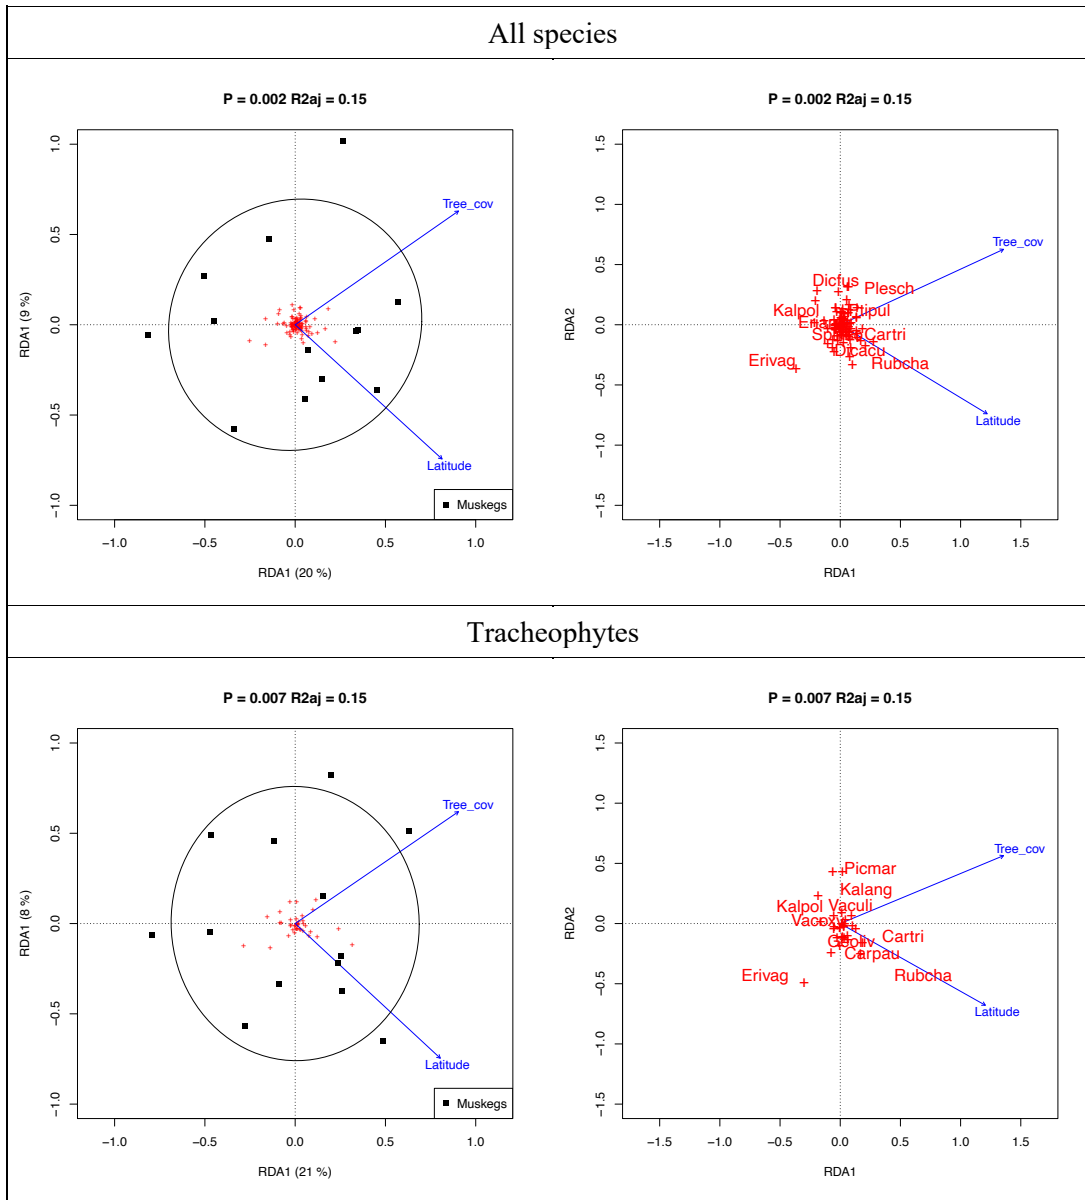 All species
P = 0.002 R2aj = 0.15
1.0
0.5
0.0
−0.5
−1.0
RDA1 (9 %)
Tree_cov
Latitude
Muskegs
−1.0 −0.5 0.0 0.5 1.0
RDA1 (20 %)
P = 0.002 R2aj = 0.15
1.5
1.0
0.5
0.0
−0.5
−1.0
−1.5
RDA2
Tree_cov
Dicfus
Plesch
Kalpol
Ptipul
Cartri
Dicacu
Erivag
Rubcha
Latitude
−1.5 −1.0 −0.5 0.0 0.5 1.0 1.5
RDA1
Tracheophytes
P = 0.007 R2aj = 0.15
1.0
0.5
0.0
−0.5
−1.0
RDA1 (8 %)
Tree_cov
Latitude
Muskegs
−1.0 −0.5 0.0 0.5 1.0
RDA1 (21 %)
P = 0.007 R2aj = 0.15
1.5
1.0
0.5
0.0
−0.5
−1.0
−1.5
RDA2
Tree_cov
Picmar
Kalang
Kalpol Vaculi
Vacoxy
Cartri
Carpau
Erivag
Rubcha
Latitude
−1.5 −1.0 −0.5 0.0 0.5 1.0 1.5
RDA1